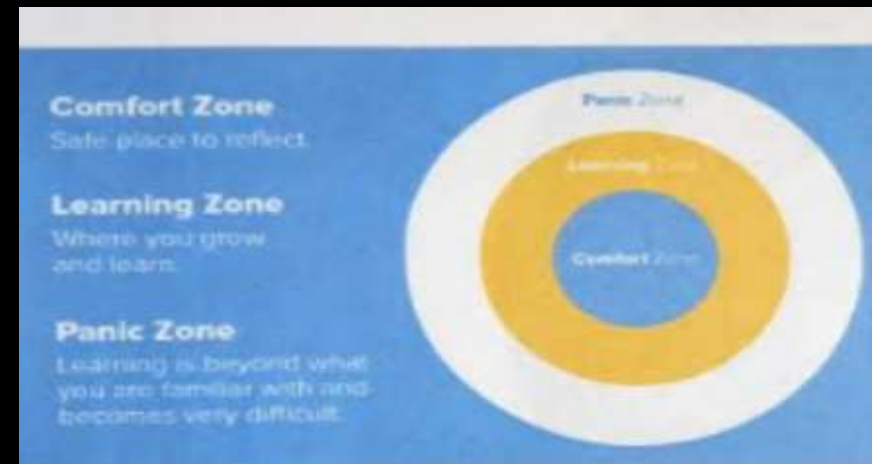 Comfort Zone
Safe place to reflect.
Learning Zone
Where you grow
and learn.
Panic Zone
Learning is beyond what
you are familiar with and
becomes very difficult.
Panic Zone
Learning Zone
Comfort Zone